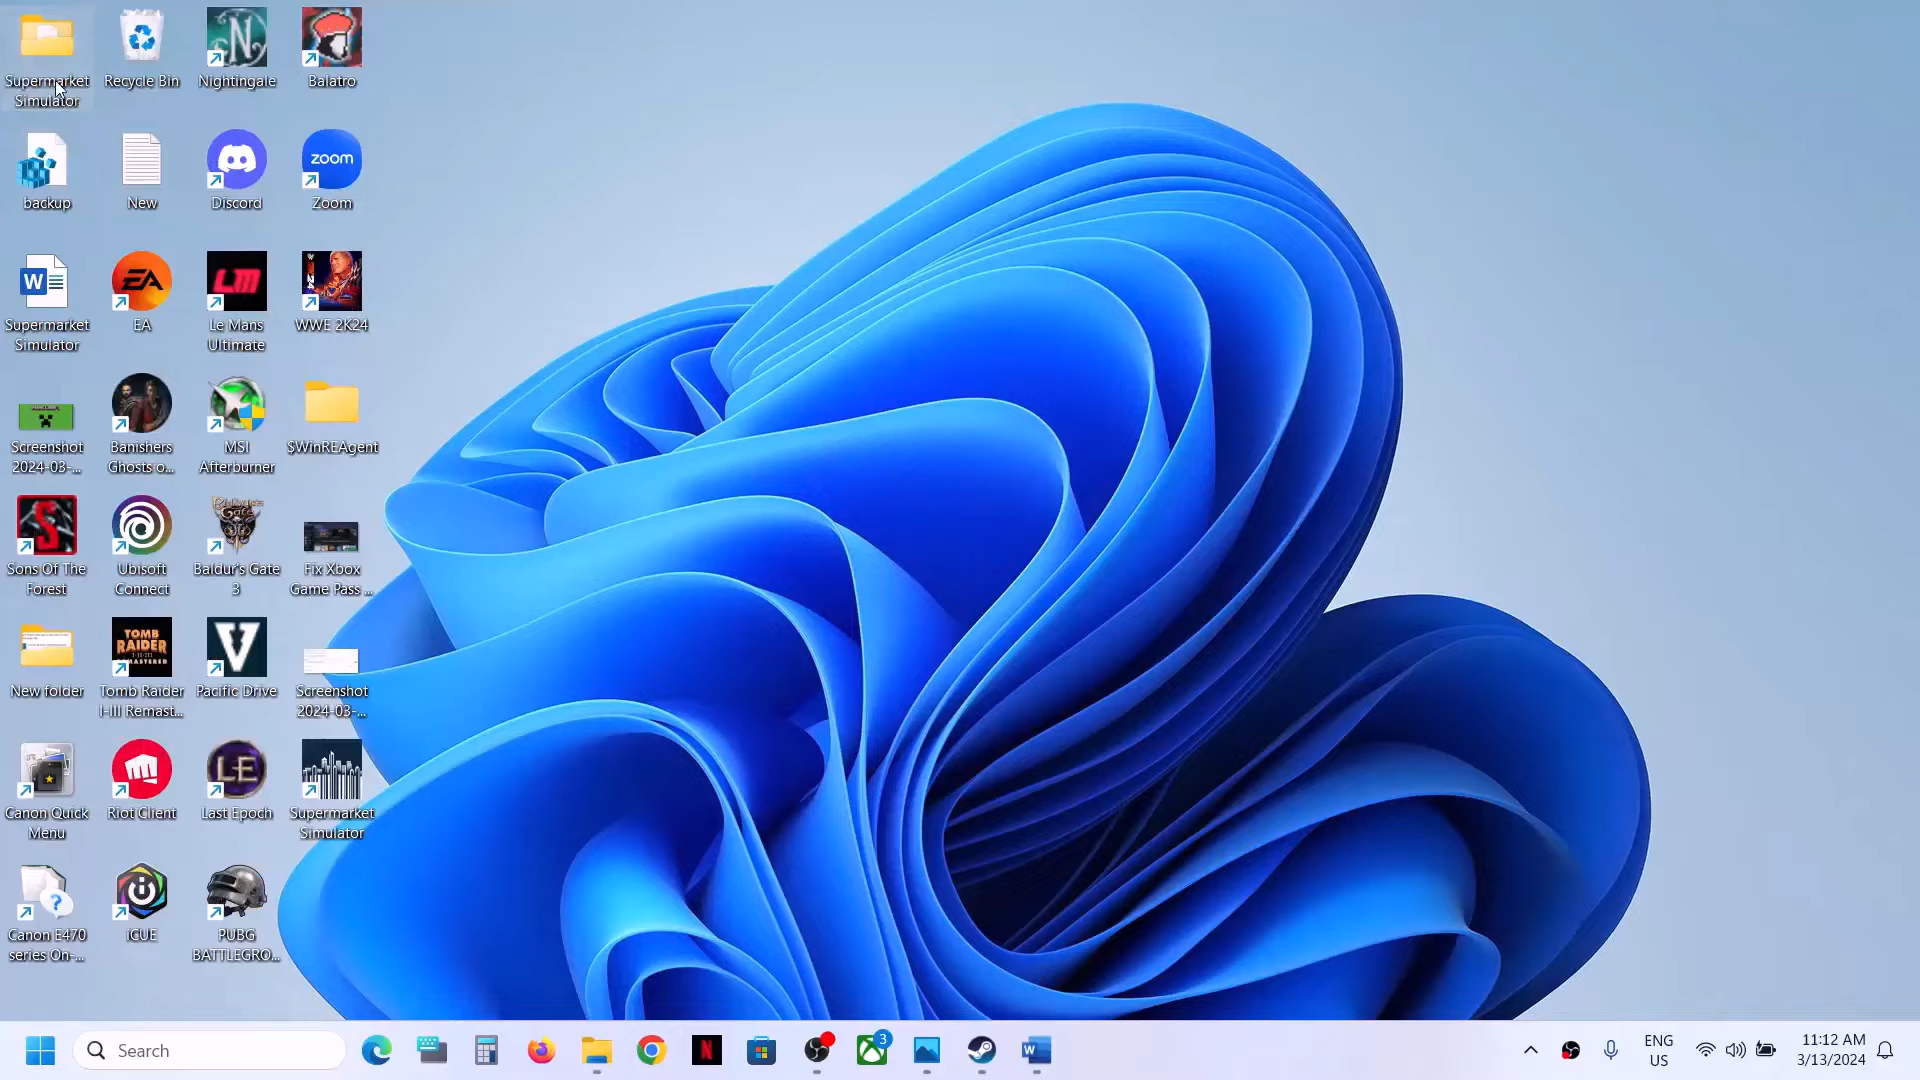 Supermarket
Simulator
Recycle Bin
Nightingale
Balatro
backup
New
Discord
zoom
Zoom
Supermarket
Simulator
EA
EA
LM
Le Mans
Ultimate
WWE 2K24
Screenshot
2024-03-...
Banishers
Ghosts o...
MSI
Afterburner
$WinREAgent
S
Sons Of The
Forest
Ubisoft
Connect
Baldur's Gate
3
Fix Xbox
Game Pass ...
New folder
TOMB
RAIDER
Tomb Raider
I-III Remast...
V
Pacific Drive
Screenshot
2024-03-...
Canon Quick
Menu
Riot Client
LE
Last Epoch
Supermarket
Simulator
Canon E470
series On-...
iCUE
PUBG
BATTLEGRO...
Search
3
ENG
US
11:12 AM
3/13/2024